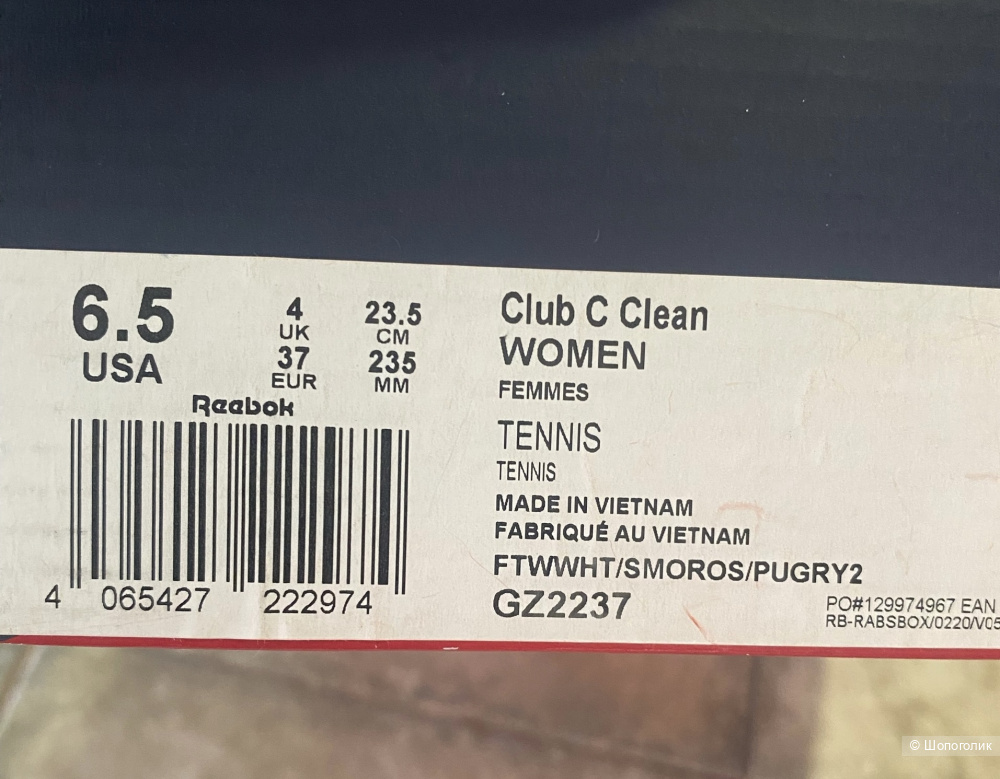 6.5
USA
4
UK
37
EUR
23.5
CM
235
MM
Reebok
4 065427 222974
Club C Clean
WOMEN
FEMMES
TENNIS
TENNIS
MADE IN VIETNAM
FABRIQUÉ AU VIETNAM
FTWWHT/SMOROS/PUGRY2
GZ2237
PO#129974967 EAN
RB-RABSBOX/0220/V05
© Шопоголик